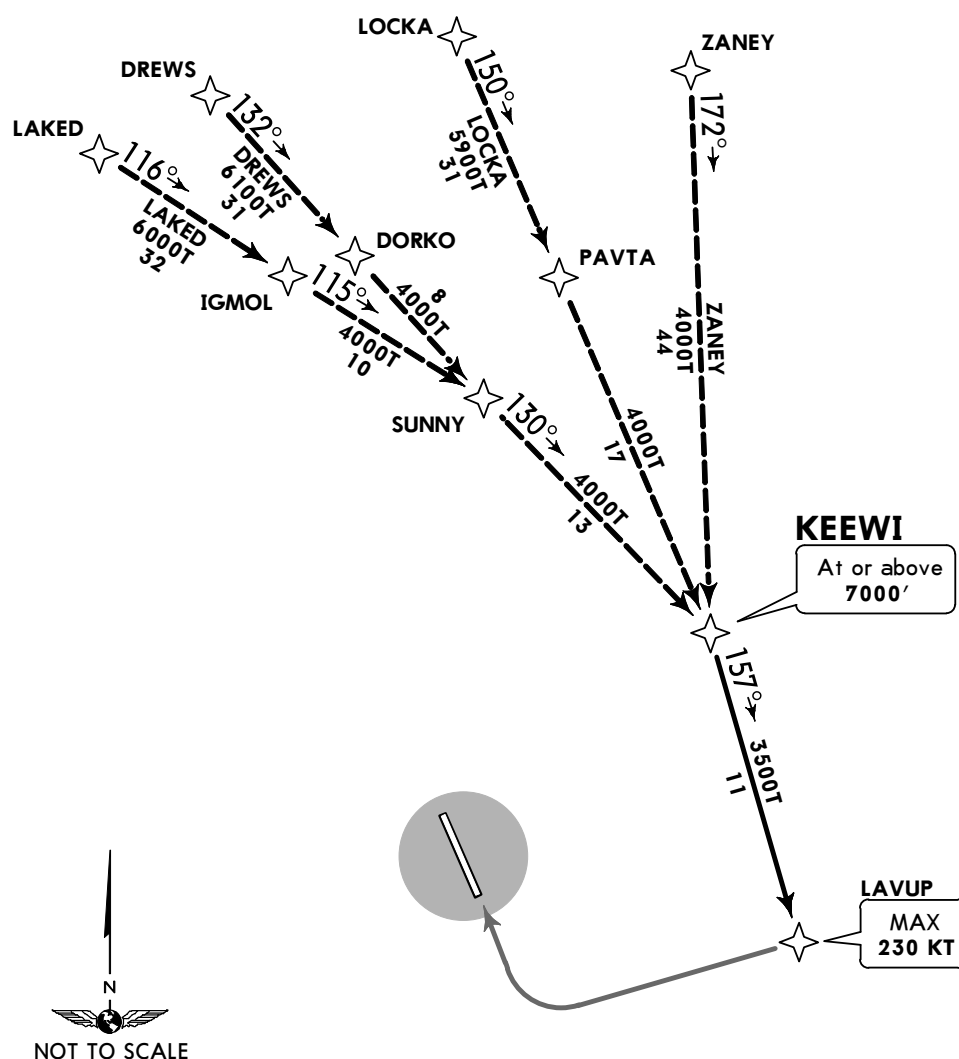 LOCKA
ZANEY
DREWS
LAKED
150°
172°
132°
116°
LOCKA
5900T
31
DREWS
6100T
31
LAKED
6000T
32
DORKO
PAVTA
IGMOL
115°
8
4000T
4000T
10
ZANEY
4000T
44
SUNNY
130°
4000T
17
4000T
13
KEEWI
At or above
7000′
157°
3500T
11
LAVUP
MAX
230 KT
N
NOT TO SCALE